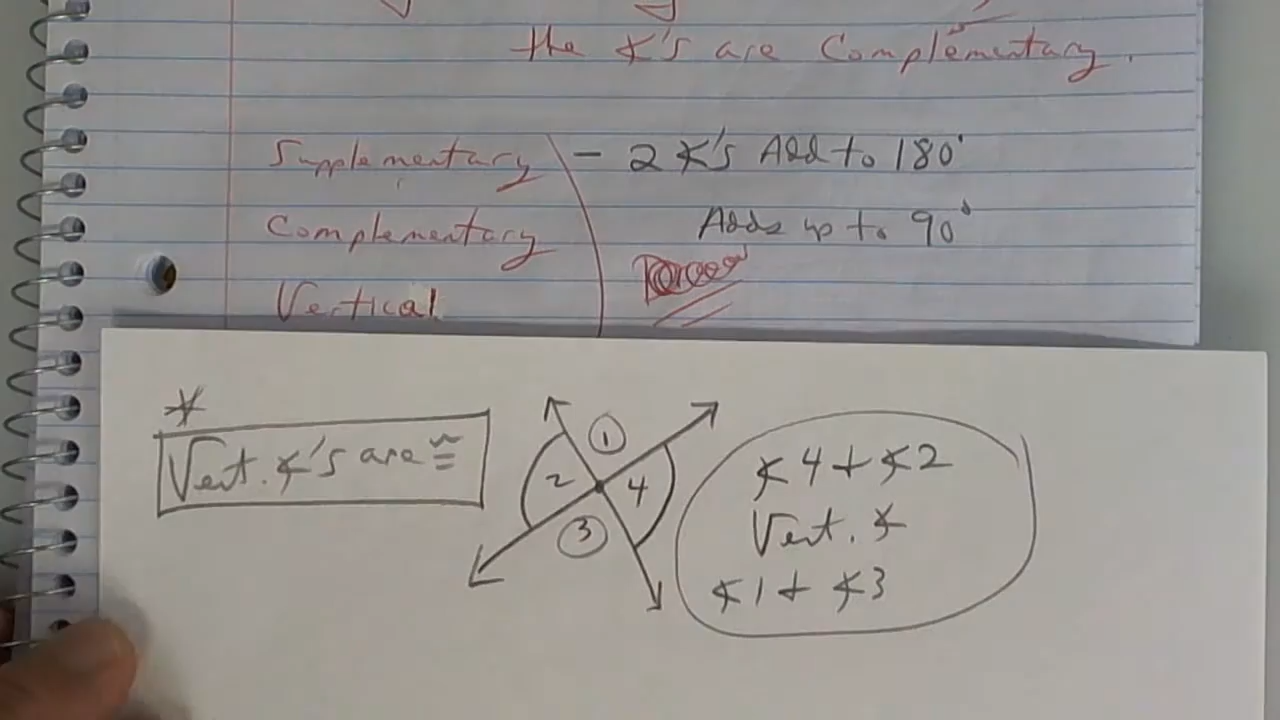 the ∠'s are Complementary.
Supplementary - 2 ∠'s Add to 180°
Complementary Adds up to 90°
Vertical
*
Vert. ∠'s are ≅
1
2
4
3
∠4 + ∠2
Vert. ∠
∠1 + ∠3